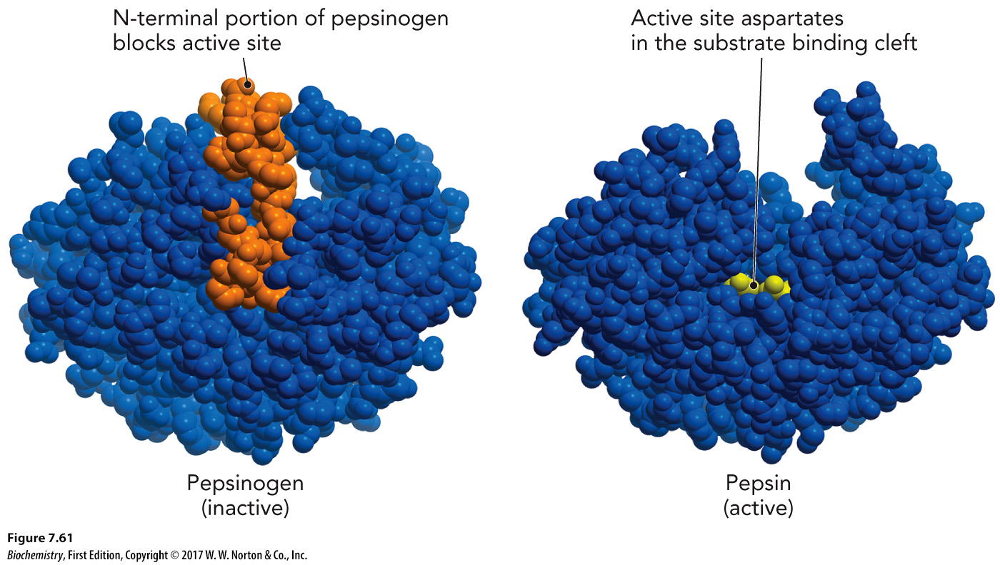 N-terminal portion of pepsinogen
blocks active site
Active site aspartates
in the substrate binding cleft
Pepsinogen
(inactive)
Pepsin
(active)
Figure 7.61
Biochemistry, First Edition, Copyright © 2017 W. W. Norton & Co., Inc.